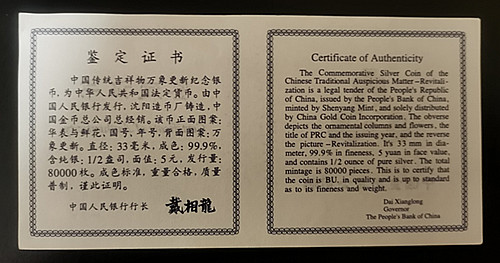 鉴定证书
中国传统吉祥物万象更新纪念银
币,为中华人民共和国法定货币。由中
国人民银行发行,沈阳造币厂铸造,中
国金币总公司总经销。该币正面图案:
华表与鲜花、国号、年号,背面图案:万
象更新。直径:33毫米,成色:99.9%,
含纯银:1/2盎司,面值:5元,发行量:
80000枚。成色标准,重量合格,质量
普制,谨此证明。
中国人民银行行长 戴相龍
Certificate of Authenticity
The Commemorative Silver Coin of the
Chinese Traditional Auspicious Matter-Revitali-
zation is a legal tender of the People's Republic
of China, issued by the People's Bank of China,
minted by Shenyang Mint, and solely distributed
by China Gold Coin Incorporation. The obverse
depicts the ornamental columns and flowers, the
title of PRC and the issuing year, and the reverse
the picture-Revitalization. It's 33 mm in dia-
meter, 99.9% in fineness, 5 yuan in face value,
and contains 1/2 ounce of pure silver. The total
mintage is 80000 pieces. This is to certify that
the coin is BU. in quality and is up to standard
as to its fineness and weight.
Dai Xianglong
Governor
The People's Bank of China